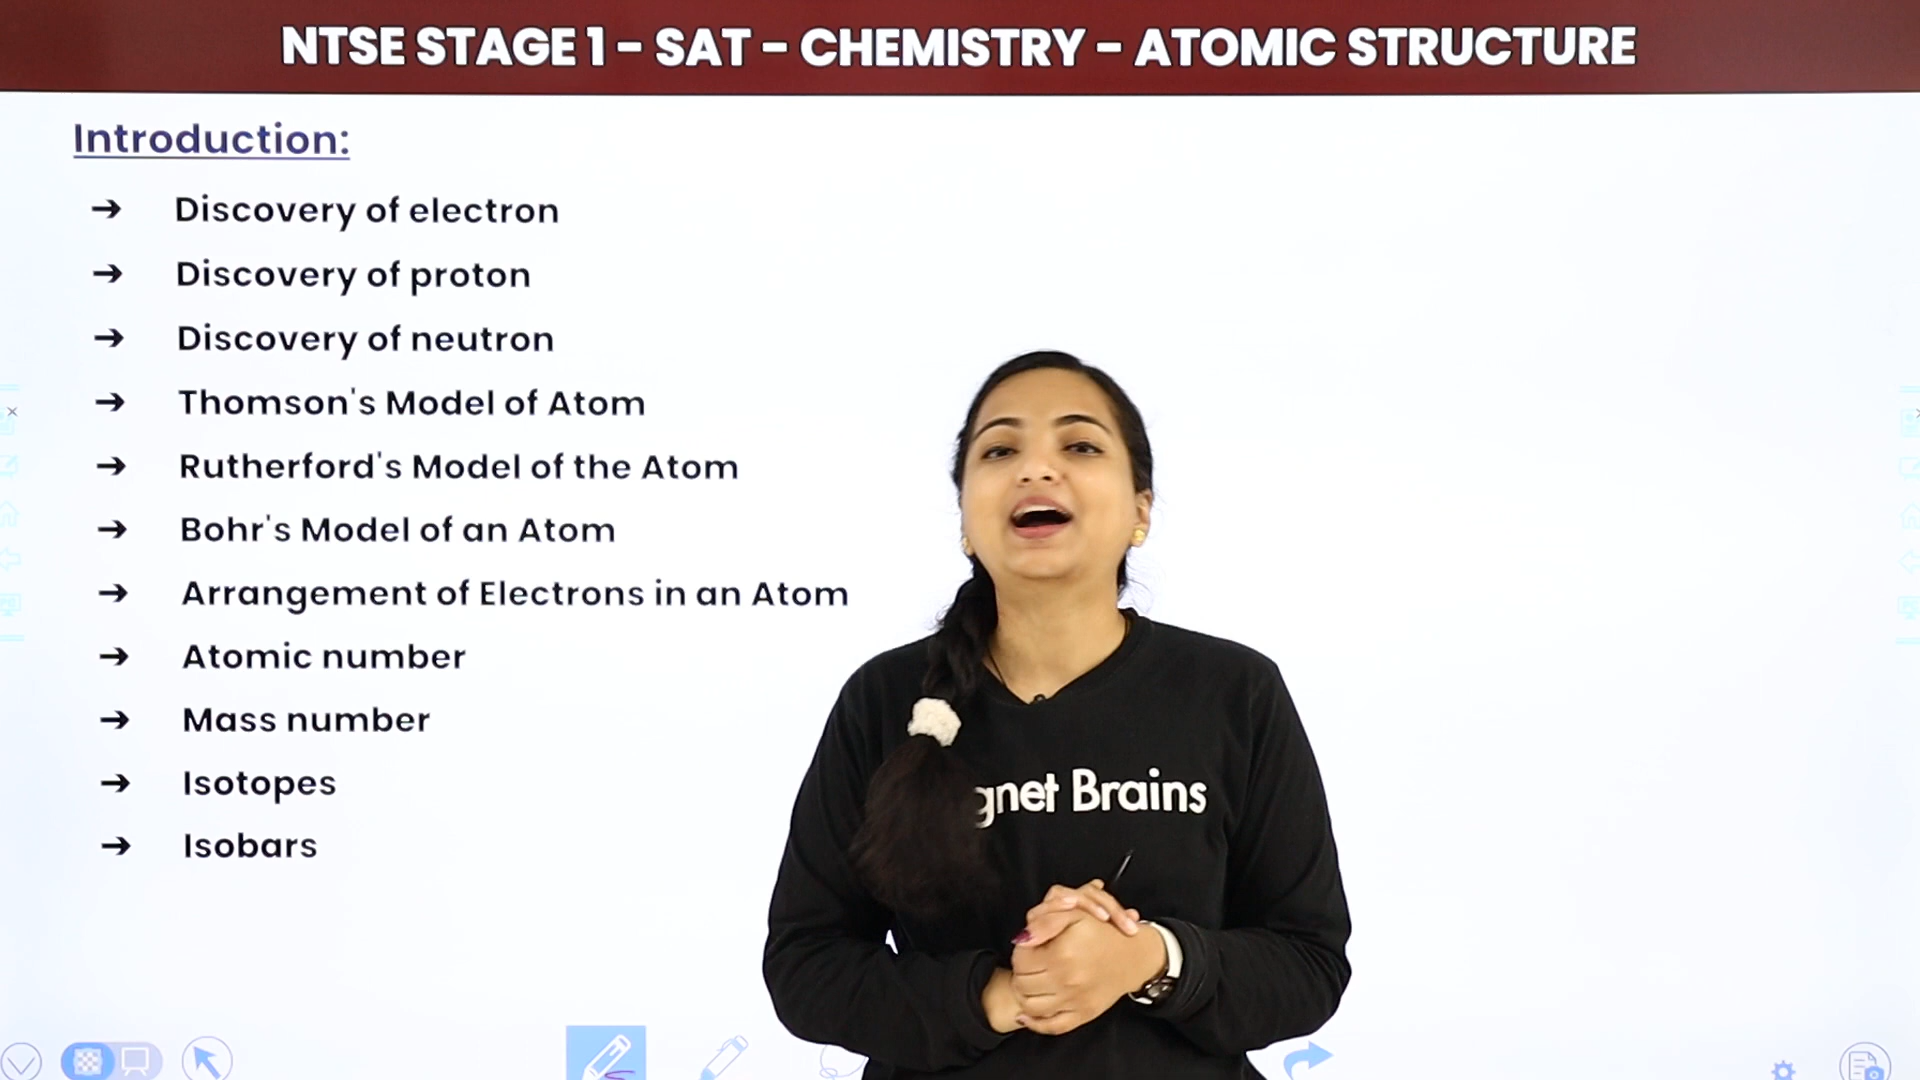 NTSE STAGE 1 - SAT - CHEMISTRY - ATOMIC STRUCTURE
Introduction:
➔ Discovery of electron
➔ Discovery of proton
➔ Discovery of neutron
➔ Thomson's Model of Atom
➔ Rutherford's Model of the Atom
➔ Bohr's Model of an Atom
➔ Arrangement of Electrons in an Atom
➔ Atomic number
➔ Mass number
➔ Isotopes
➔ Isobars
gnet Brains